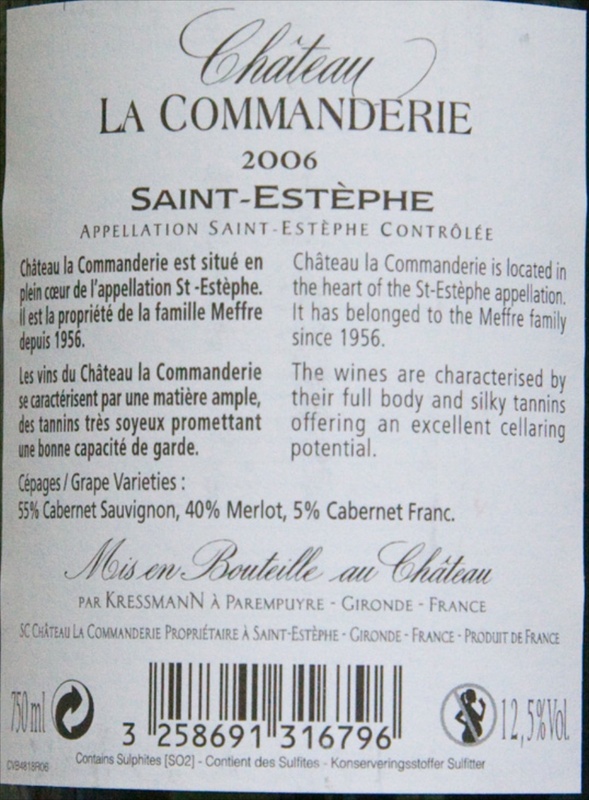 Château
LA COMMANDERIE
2006
SAINT-ESTÈPHE
APPELLATION SAINT-ESTÈPHE CONTRÔLÉE
Château la Commanderie est situé en
plein cœur de l'appellation St -Estèphe.
Il est la propriété de la famille Meffre
depuis 1956.
Les vins du Château la Commanderie
se caractérisent par une matière ample,
des tannins très soyeux promettant
une bonne capacité de garde.
Château la Commanderie is located in
the heart of the St-Estèphe appellation.
It has belonged to the Meffre family
since 1956.
The wines are characterised by
their full body and silky tannins
offering an excellent cellaring
potential.
Cépages / Grape Varieties :
55% Cabernet Sauvignon, 40% Merlot, 5% Cabernet Franc.
Mis en Bouteille au Château
PAR KRESSMANN À PAREMPUYRE - GIRONDE - FRANCE
SC CHÂTEAU LA COMMANDERIE PROPRIÉTAIRE À SAINT-ESTÈPHE - GIRONDE - FRANCE - PRODUIT DE FRANCE
750 ml
3 258691 316796
12,5%Vol.
CVB4818R06
Contains Sulphites [SO2] - Contient des Sulfites - Konserveringsstoffer Sulfitter